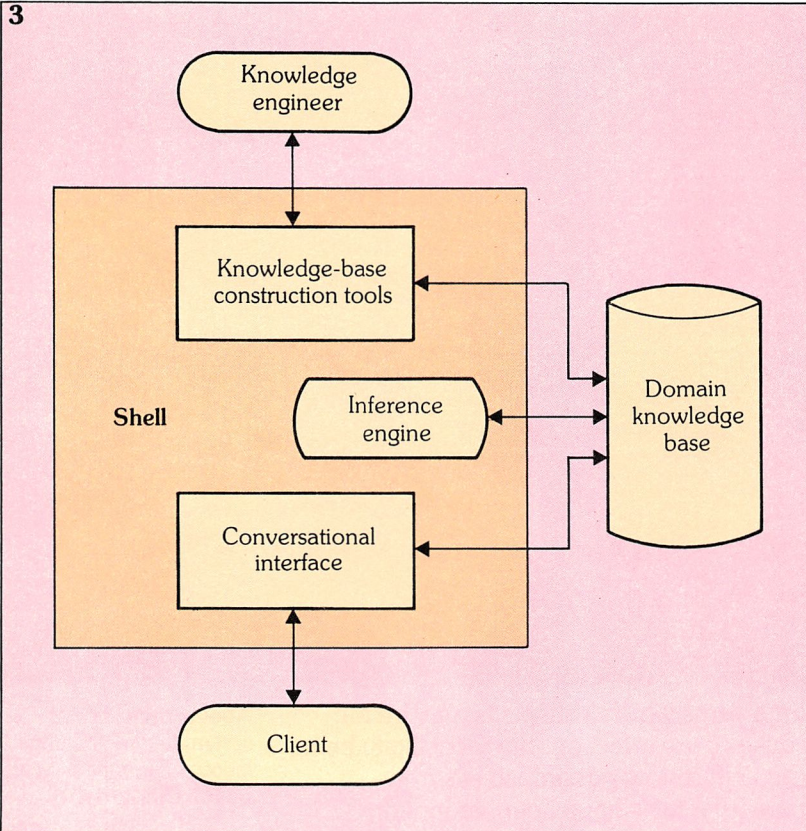 3
Knowledge
engineer
Knowledge-base
construction tools
Shell
Inference
engine
Domain
knowledge
base
Conversational
interface
Client